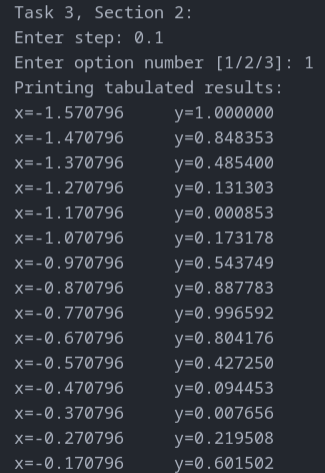 Task 3, Section 2:
Enter step: 0.1
Enter option number [1/2/3]: 1
Printing tabulated results:
x=-1.570796 y=1.000000
x=-1.470796 y=0.848353
x=-1.370796 y=0.485400
x=-1.270796 y=0.131303
x=-1.170796 y=0.000853
x=-1.070796 y=0.173178
x=-0.970796 y=0.543749
x=-0.870796 y=0.887783
x=-0.770796 y=0.996592
x=-0.670796 y=0.804176
x=-0.570796 y=0.427250
x=-0.470796 y=0.094453
x=-0.370796 y=0.007656
x=-0.270796 y=0.219508
x=-0.170796 y=0.601502